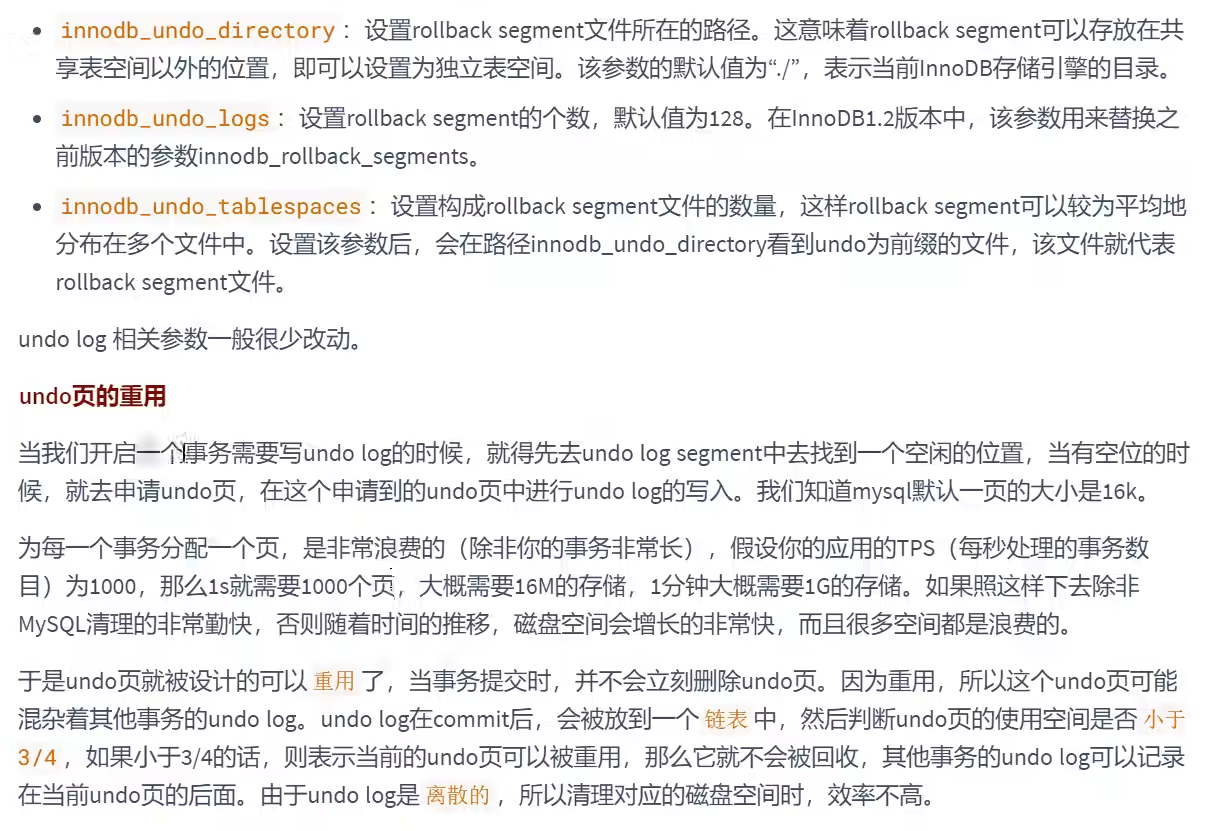 innodb_undo_directory：设置rollback segment文件所在的路径。这意味着rollback segment可以存放在共
享表空间以外的位置，即可以设置为独立表空间。该参数的默认值为“./”，表示当前InnoDB存储引擎的目录。
innodb_undo_logs：设置rollback segment的个数，默认值为128。在InnoDB1.2版本中，该参数用来替换之
前版本的参数innodb_rollback_segments。
innodb_undo_tablespaces：设置构成rollback segment文件的数量，这样rollback segment可以较为平均地
分布在多个文件中。设置该参数后，会在路径innodb_undo_directory看到undo为前缀的文件，该文件就代表
rollback segment文件。
undo log 相关参数一般很少改动。
undo页的重用
当我们开启一个事务需要写undo log的时候，就得先去undo log segment中去找到一个空闲的位置，当有空位的时
候，就去申请undo页，在这个申请到的undo页中进行undo log的写入。我们知道mysql默认一页的大小是16k。
为每一个事务分配一个页，是非常浪费的（除非你的事务非常长），假设你的应用的TPS（每秒处理的事务数
目）为1000，那么1s就需要1000个页，大概需要16M的存储，1分钟大概需要1G的存储。如果照这样下去除非
MySQL清理的非常勤快，否则随着时间的推移，磁盘空间会增长的非常快，而且很多空间都是浪费的。
于是undo页就被设计的可以重用了，当事务提交时，并不会立刻删除undo页。因为重用，所以这个undo页可能
混杂着其他事务的undo log。undo log在commit后，会被放到一个链表中，然后判断undo页的使用空间是否小于
3/4，如果小于3/4的话，则表示当前的undo页可以被重用，那么它就不会被回收，其他事务的undo log可以记录
在当前undo页的后面。由于undo log是离散的，所以清理对应的磁盘空间时，效率不高。